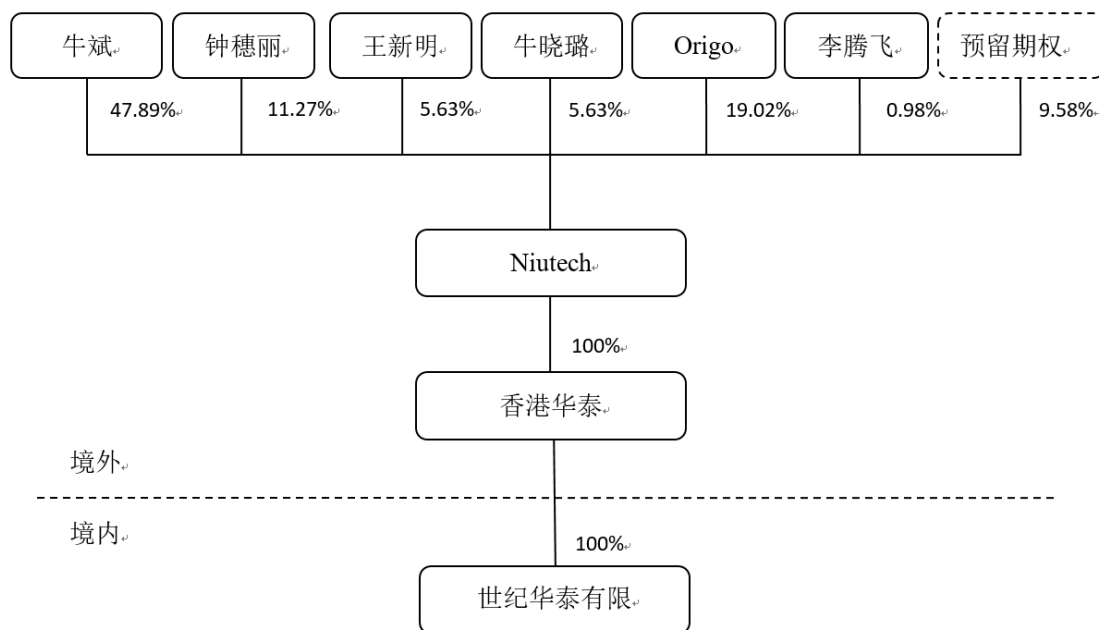 牛斌
钟穗丽
王新明
牛晓璐
Origo
李腾飞
预留期权
47.89%
11.27%
5.63%
5.63%
19.02%
0.98%
9.58%
Niutech
100%
香港华泰
境外
境内
100%
世纪华泰有限